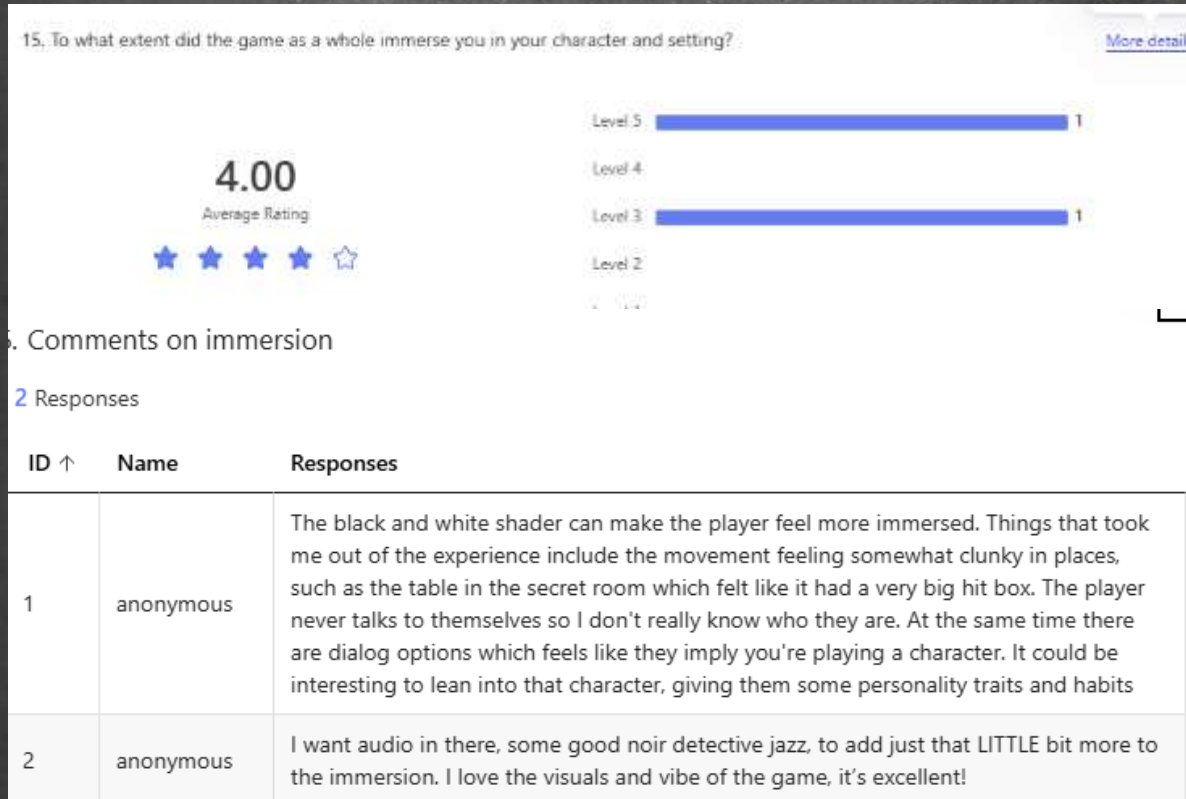 15. To what extent did the game as a whole immerse you in your character and setting?
More detail
4.00
Average Rating
Level 5
1
Level 4
Level 3
1
Level 2
. Comments on immersion
2 Responses
ID ↑ Name Responses
1 anonymous
The black and white shader can make the player feel more immersed. Things that took
me out of the experience include the movement feeling somewhat clunky in places,
such as the table in the secret room which felt like it had a very big hit box. The player
never talks to themselves so I don't really know who they are. At the same time there
are dialog options which feels like they imply you're playing a character. It could be
interesting to lean into that character, giving them some personality traits and habits
2 anonymous
I want audio in there, some good noir detective jazz, to add just that LITTLE bit more to
the immersion. I love the visuals and vibe of the game, it's excellent!